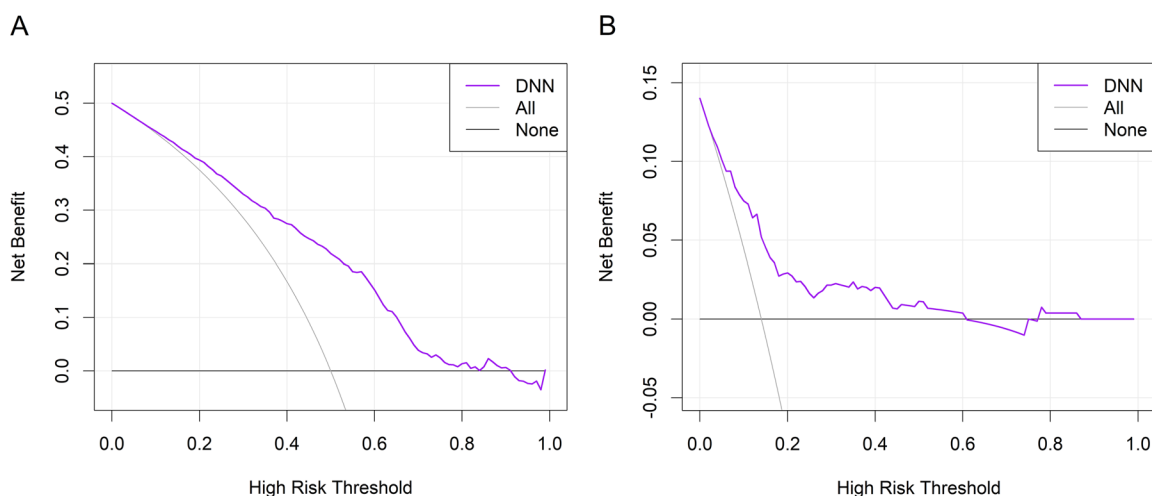 A
DNN
All
None
0.5
0.4
0.3
0.2
0.1
0.0
Net Benefit
0.0 0.2 0.4 0.6 0.8 1.0
High Risk Threshold
B
DNN
All
None
0.15
0.10
0.05
0.00
-0.05
Net Benefit
0.0 0.2 0.4 0.6 0.8 1.0
High Risk Threshold